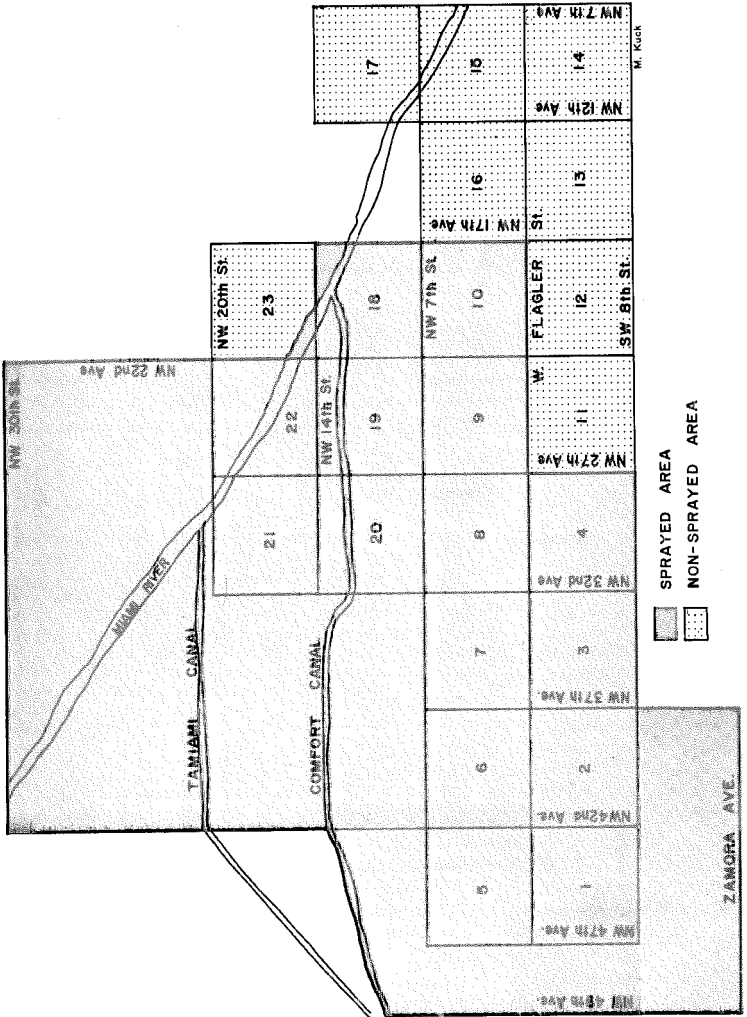 NW 7th Ave
M. Kuck
17
15
14
NW 12th Ave
16
13
NW 17th Ave
NW 20th St.
23
18
NW 7th St.
10
W. FLAGLER St.
12
SW 8th St.
NW 30th St.
NW 22nd Ave
22
NW 14th St.
19
9
11
NW 27th Ave
21
20
8
4
NW 32nd Ave
MIAMI RIVER
TAMIAMI CANAL
COMFORT CANAL
7
3
NW 37th Ave.
6
2
NW 42nd Ave.
5
1
NW 47th Ave.
Ave.
ZAMORA AVE.
SPRAYED AREA
NON-SPRAYED AREA